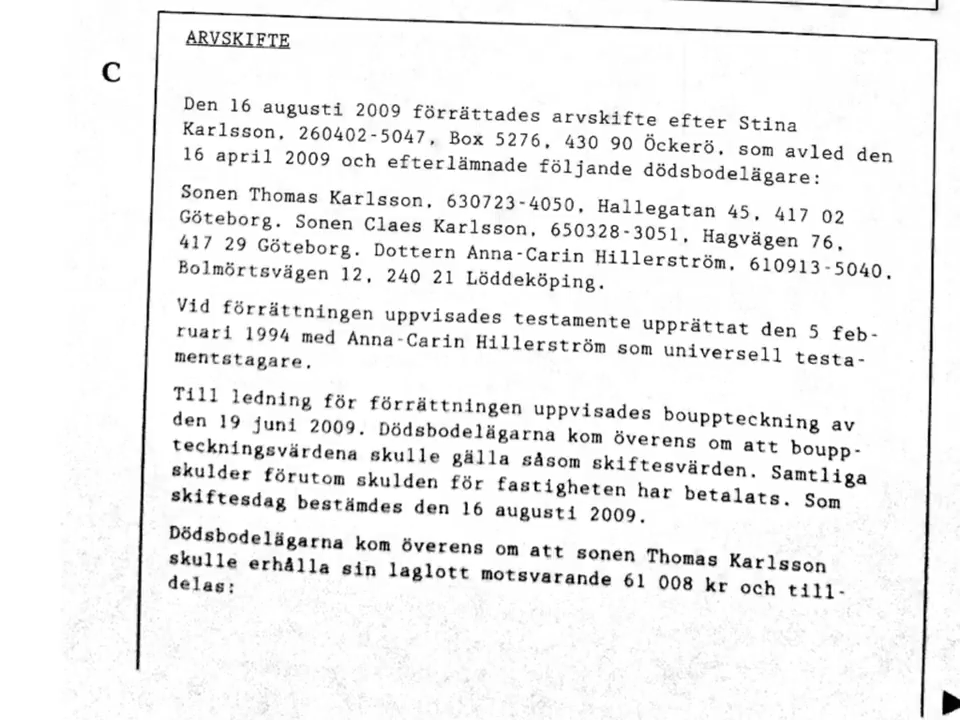 ARVSKIFTE
C
Den 16 augusti 2009 förrättades arvskifte efter Stina
Karlsson, 260402-5047, Box 5276, 430 90 Öckerö, som avled den
16 april 2009 och efterlämnade följande dödsbodelägare:
Sonen Thomas Karlsson, 630723-4050, Hallegatan 45, 417 02
Göteborg. Sonen Claes Karlsson, 650328-3051, Hagvägen 76,
417 29 Göteborg. Dottern Anna-Carin Hillerström, 610913-5040,
Bolmörtsvägen 12, 240 21 Löddeköping.
Vid förrättningen uppvisades testamente upprättat den 5 feb-
ruari 1994 med Anna-Carin Hillerström som universell testa-
mentstagare.
Till ledning för förrättningen uppvisades bouppteckning av
den 19 juni 2009. Dödsbodelägarna kom överens om att boupp-
teckningsvärdena skulle gälla såsom skiftesvärden. Samtliga
skulder förutom skulden för fastigheten har betalats. Som
skiftesdag bestämdes den 16 augusti 2009.
Dödsbodelägarna kom överens om att sonen Thomas Karlsson
skulle erhålla sin laglott motsvarande 61 008 kr och till-
delas: